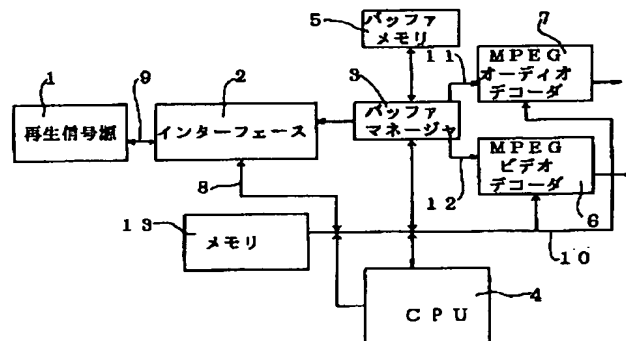 5
バッファ
メモリ
7
1 1
MPEG
オーディオ
デコーダ
1
9
2
3
再生信号源
インターフェース
バッファ
マネージャ
MPEG
ビデオ
デコーダ
8
1 2
6
1 3
メモリ
1 0
CPU
4